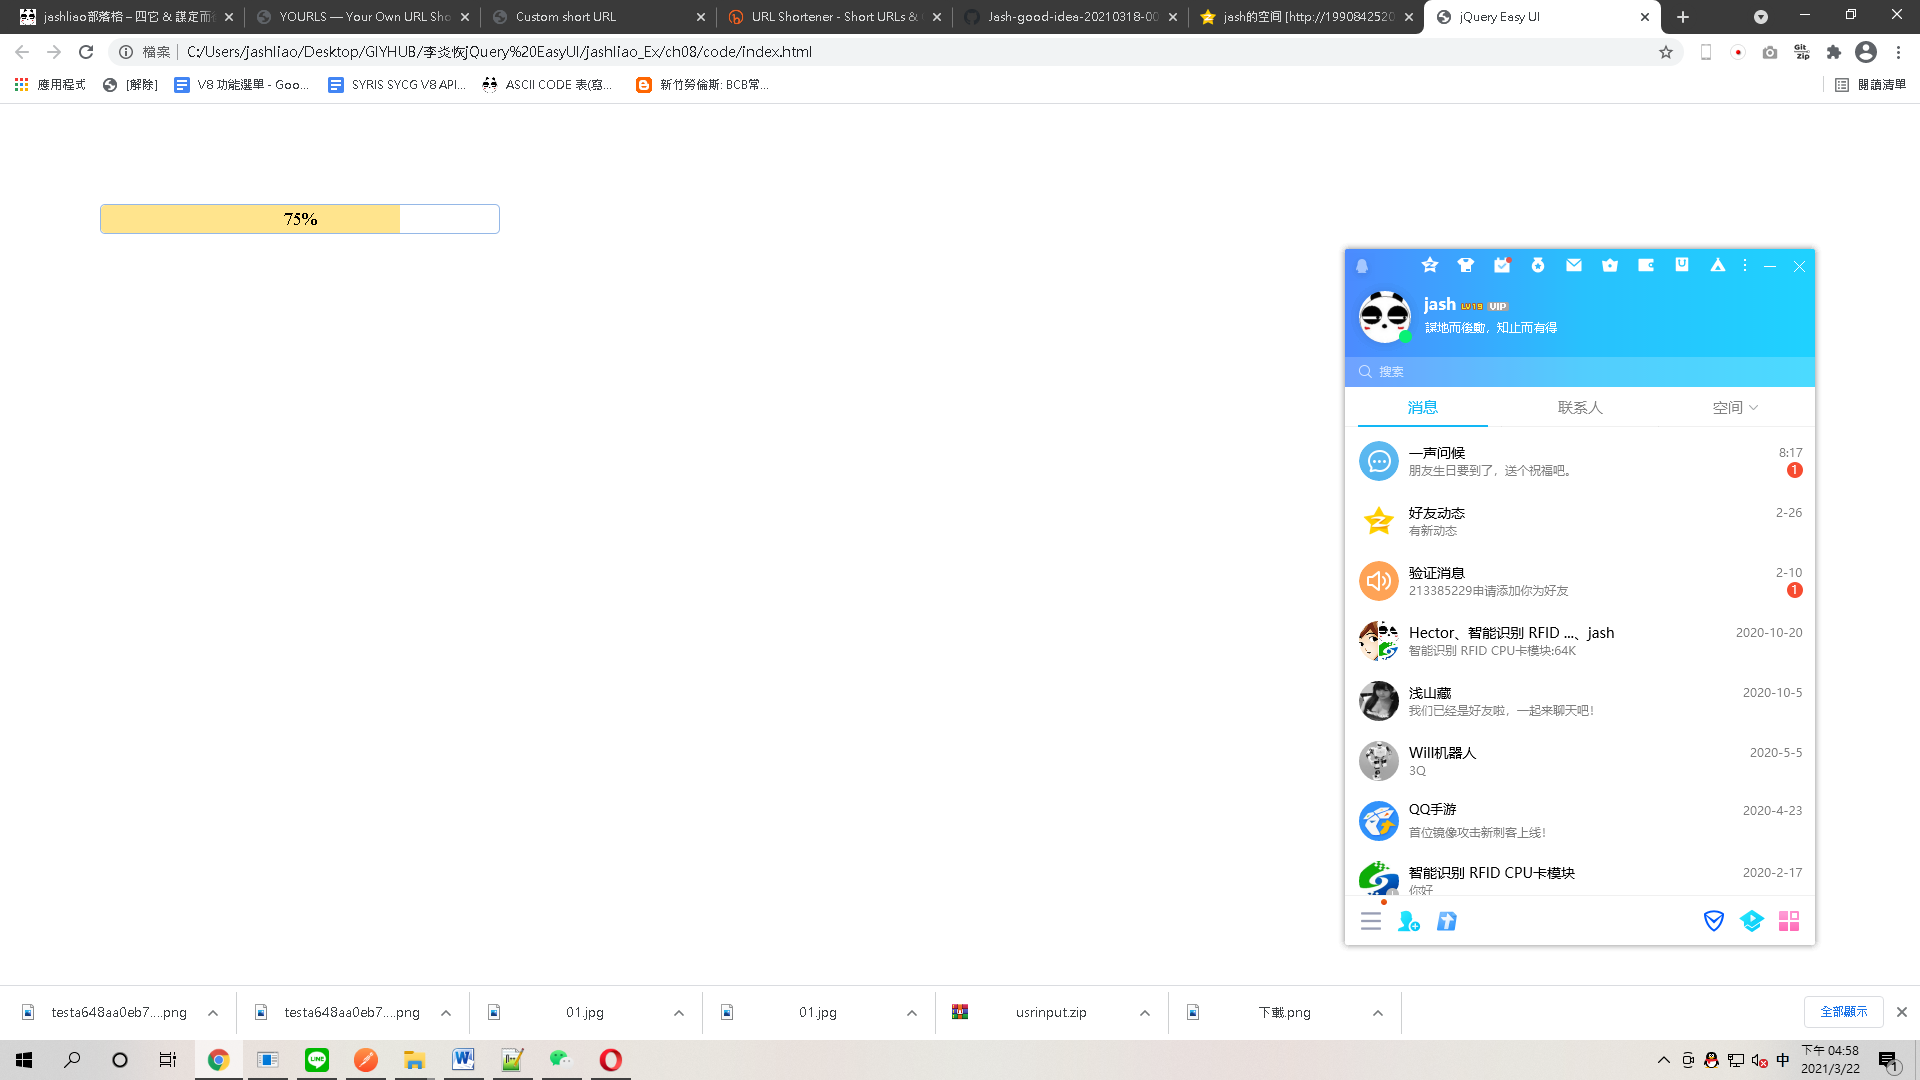 jashliao部落格 – 四它 & 謀定而
YOURLS — Your Own URL Sho
Custom short URL
URL Shortener - Short URLs &
Jash-good-idea-20210318-00
jash的空间 [http://1990842520
jQuery Easy UI
檔案 C:/Users/jashliao/Desktop/GIYHUB/李炎恢jQuery%20EasyUI/jashliao_Ex/ch08/code/index.html
應用程式
[解除]
V8 功能選單 - Goo...
SYRIS SYCG V8 API...
ASCII CODE 表(寫...
新竹勞倫斯: BCB常...
閱讀清單
75%
jash LV19 VIP
謀地而後動，知止而有得
搜索
消息
联系人
空间
一声问候 8:17
朋友生日要到了，送个祝福吧。 1
好友动态 2-26
有新动态
验证消息 2-10
213385229申请添加你为好友 1
Hector、智能识别 RFID ...、jash 2020-10-20
智能识别 RFID CPU卡模块:64K
浅山藏 2020-10-5
我们已经是好友啦，一起来聊天吧！
Will机器人 2020-5-5
3Q
QQ手游 2020-4-23
首位镜像攻击新刺客上线！
智能识别 RFID CPU卡模块 2020-2-17
你好
testa648aa0eb7....png
testa648aa0eb7....png
01.jpg
01.jpg
usrinput.zip
下載.png
全部顯示
中
下午 04:58
2021/3/22
1